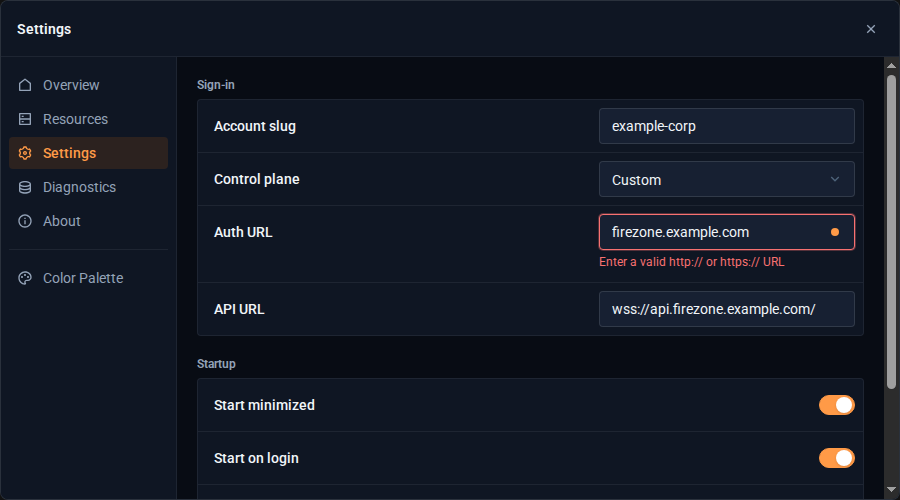 Settings
Overview
Resources
Settings
Diagnostics
About
Color Palette
Sign-in
Account slug
example-corp
Control plane
Custom
Auth URL
firezone.example.com
Enter a valid http:// or https:// URL
API URL
wss://api.firezone.example.com/
Startup
Start minimized
Start on login